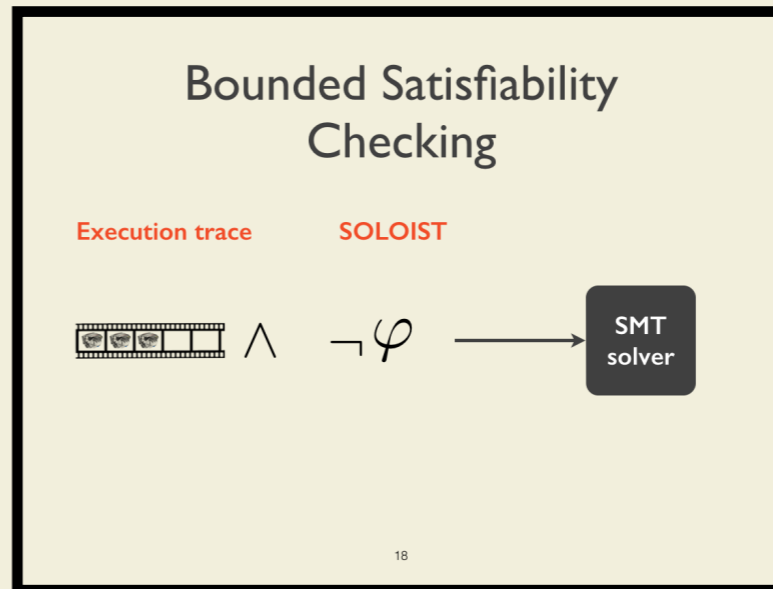 Bounded Satisfiability
Checking
Execution trace
SOLOIST
∧ ¬φ
SMT
solver
18